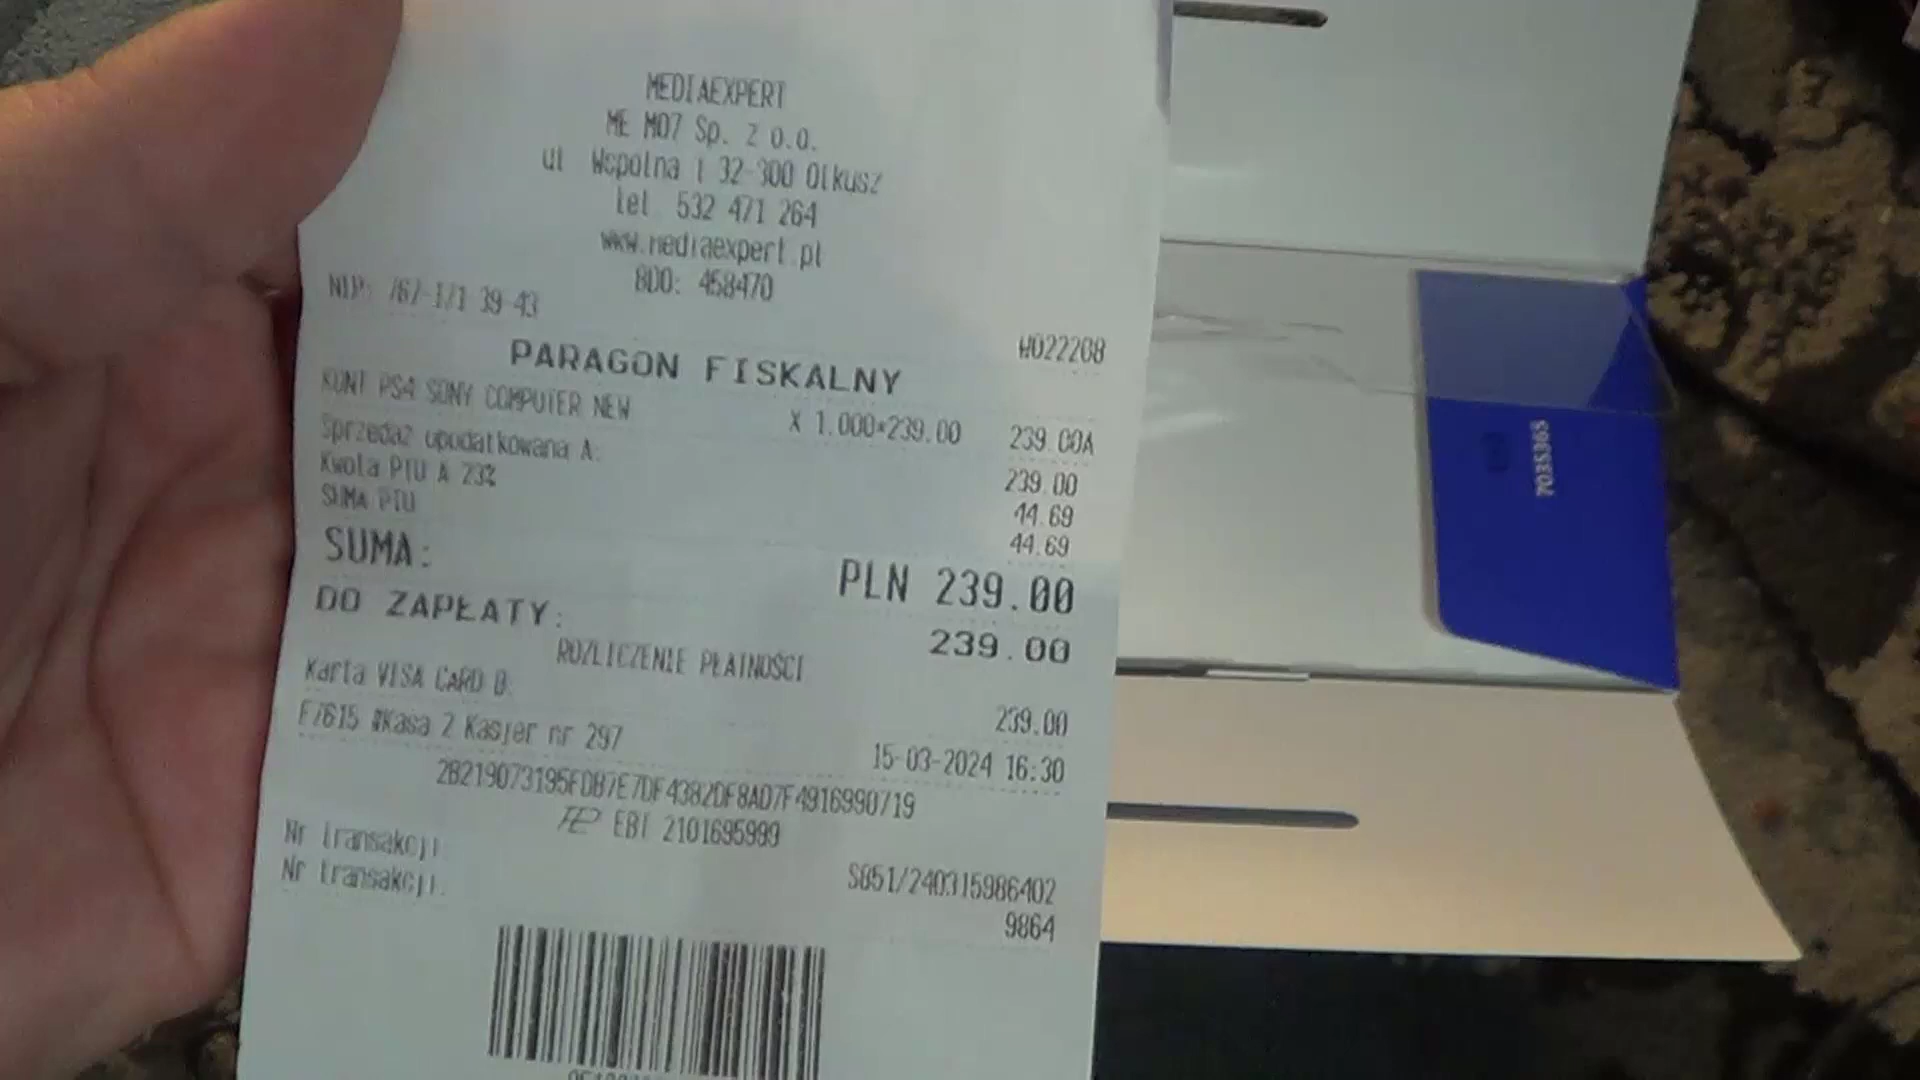 MEDIAEXPERT
ME M07 Sp. z o.o.
ul Wspolna 1 32-300 Olkusz
tel. 532 471 264
www.mediaexpert.pl
BDO: 458470
NIP: 767-171-39-43
W022208
PARAGON FISKALNY
KONT PS4 SONY COMPUTER NEW
X 1.000*239.00 239.00A
Sprzedaż opodatkowana A: 239.00
Kwota PTU A 23% 44.69
SUMA PTU 44.69
SUMA: PLN 239.00
DO ZAPŁATY: 239.00
ROZLICZENIE PŁATNOŚCI
Karta VISA CARD D: 239.00
F7615 #Kasa 2 Kasjer nr 297 15-03-2024 16:30
2B219073195FDB7E7DF4382DF8AD7F4916990719
EBT 2101695999
Nr transakcji: S851/240315986402
Nr transakcji: 9864
7035365